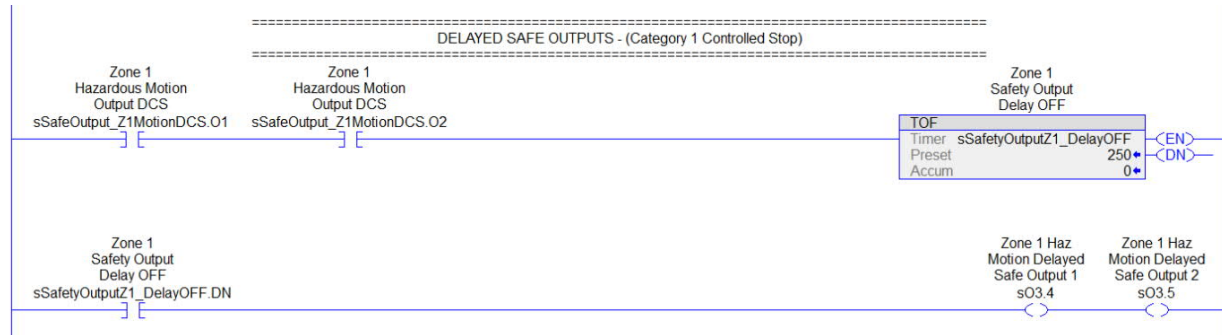 ==========================================================================================
DELAYED SAFE OUTPUTS - (Category 1 Controlled Stop)
==========================================================================================
Zone 1
Hazardous Motion
Output DCS
sSafeOutput_Z1MotionDCS.O1
Zone 1
Hazardous Motion
Output DCS
sSafeOutput_Z1MotionDCS.O2
Zone 1
Safety Output
Delay OFF
TOF
Timer sSafetyOutputZ1_DelayOFF
Preset 250
Accum 0
EN
DN
Zone 1
Safety Output
Delay OFF
sSafetyOutputZ1_DelayOFF.DN
Zone 1 Haz
Motion Delayed
Safe Output 1
sO3.4
Zone 1 Haz
Motion Delayed
Safe Output 2
sO3.5